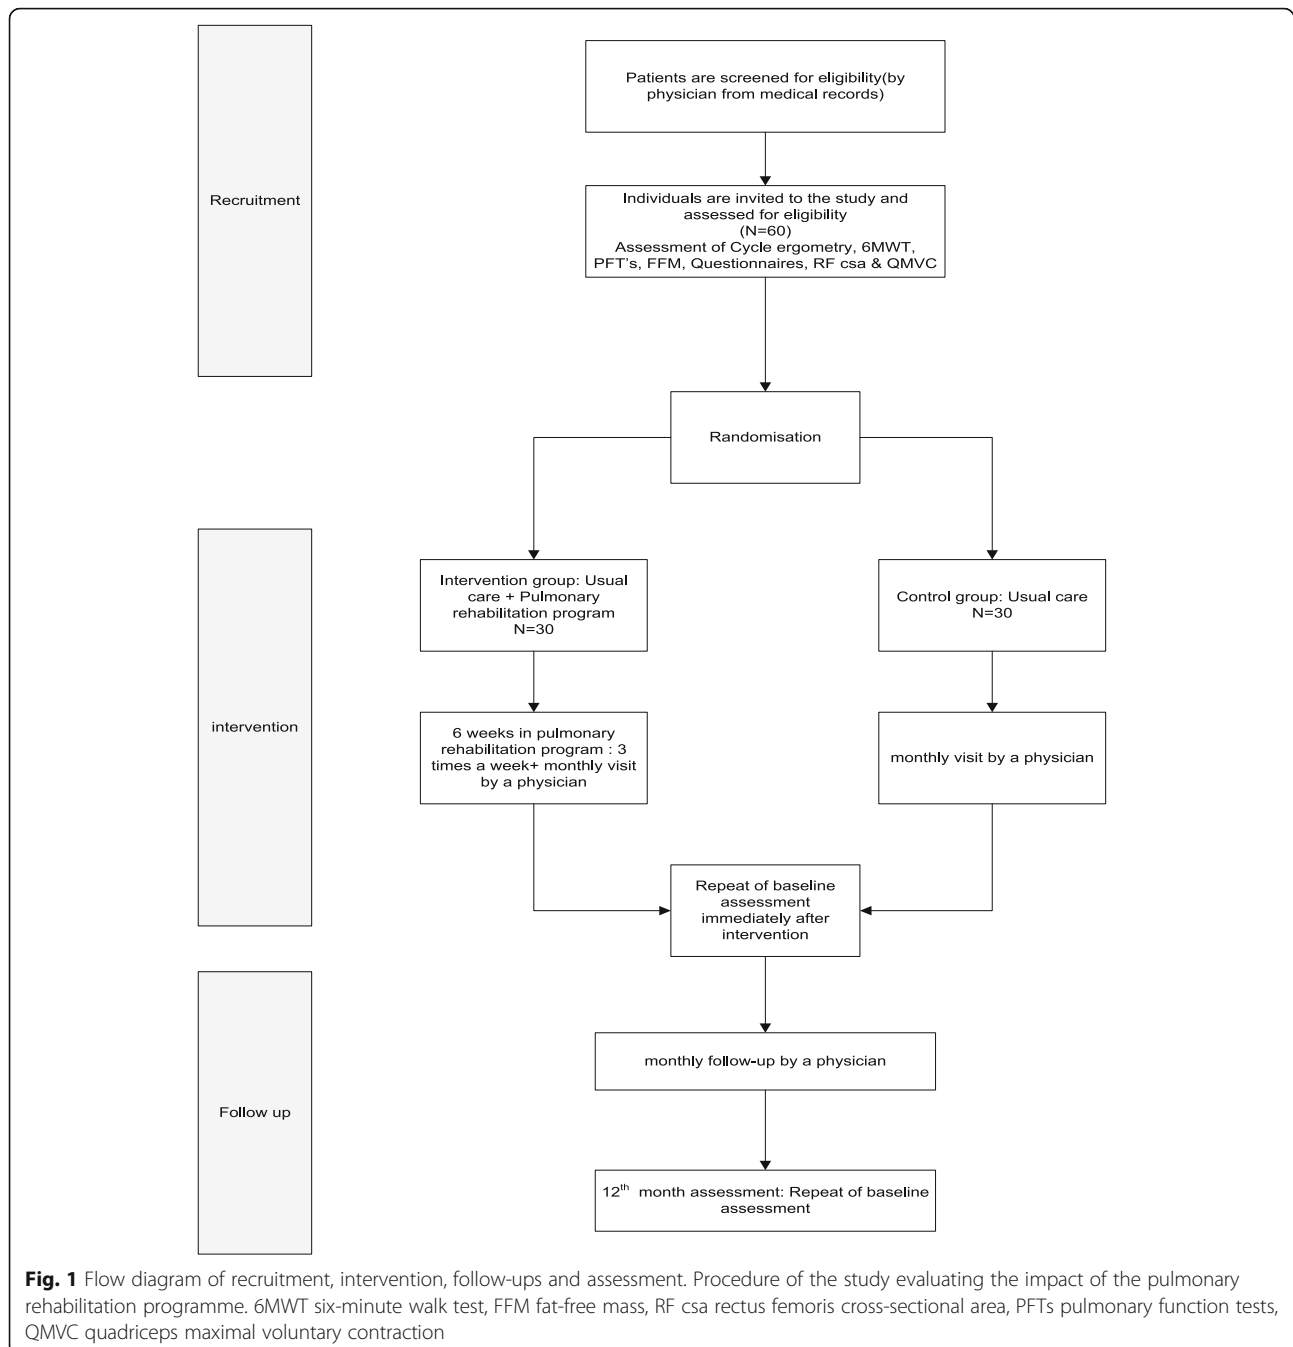 Recruitment
Patients are screened for eligibility(by
physician from medical records)
Individuals are invited to the study and
assessed for eligibility
(N=60)
Assessment of Cycle ergometry, 6MWT,
PFT's, FFM, Questionnaires, RF csa & QMVC
Randomisation
intervention
Intervention group: Usual
care + Pulmonary
rehabilitation program
N=30
Control group: Usual care
N=30
6 weeks in pulmonary
rehabilitation program : 3
times a week+ monthly visit
by a physician
monthly visit by a physician
Repeat of baseline
assessment
immediately after
intervention
Follow up
monthly follow-up by a physician
12th month assessment: Repeat of baseline
assessment
Fig. 1 Flow diagram of recruitment, intervention, follow-ups and assessment. Procedure of the study evaluating the impact of the pulmonary
rehabilitation programme. 6MWT six-minute walk test, FFM fat-free mass, RF csa rectus femoris cross-sectional area, PFTs pulmonary function tests,
QMVC quadriceps maximal voluntary contraction